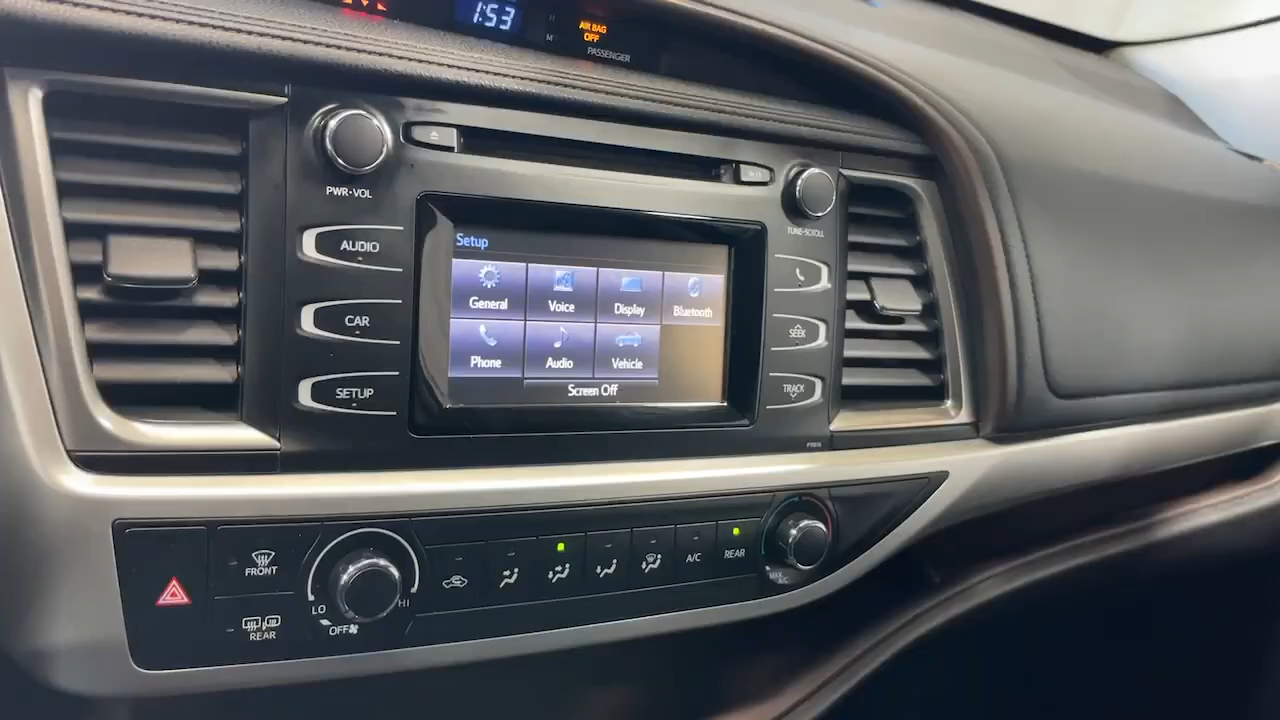 1:53
AIR BAG
OFF
PASSENGER
PWR•VOL
TUNE•SCROLL
AUDIO
CAR
SETUP
Setup
General
Voice
Display
Bluetooth
Phone
Audio
Vehicle
Screen Off
SEEK
TRACK
FRONT
REAR
LO
HI
OFF
A/C
REAR
MAX
A/C